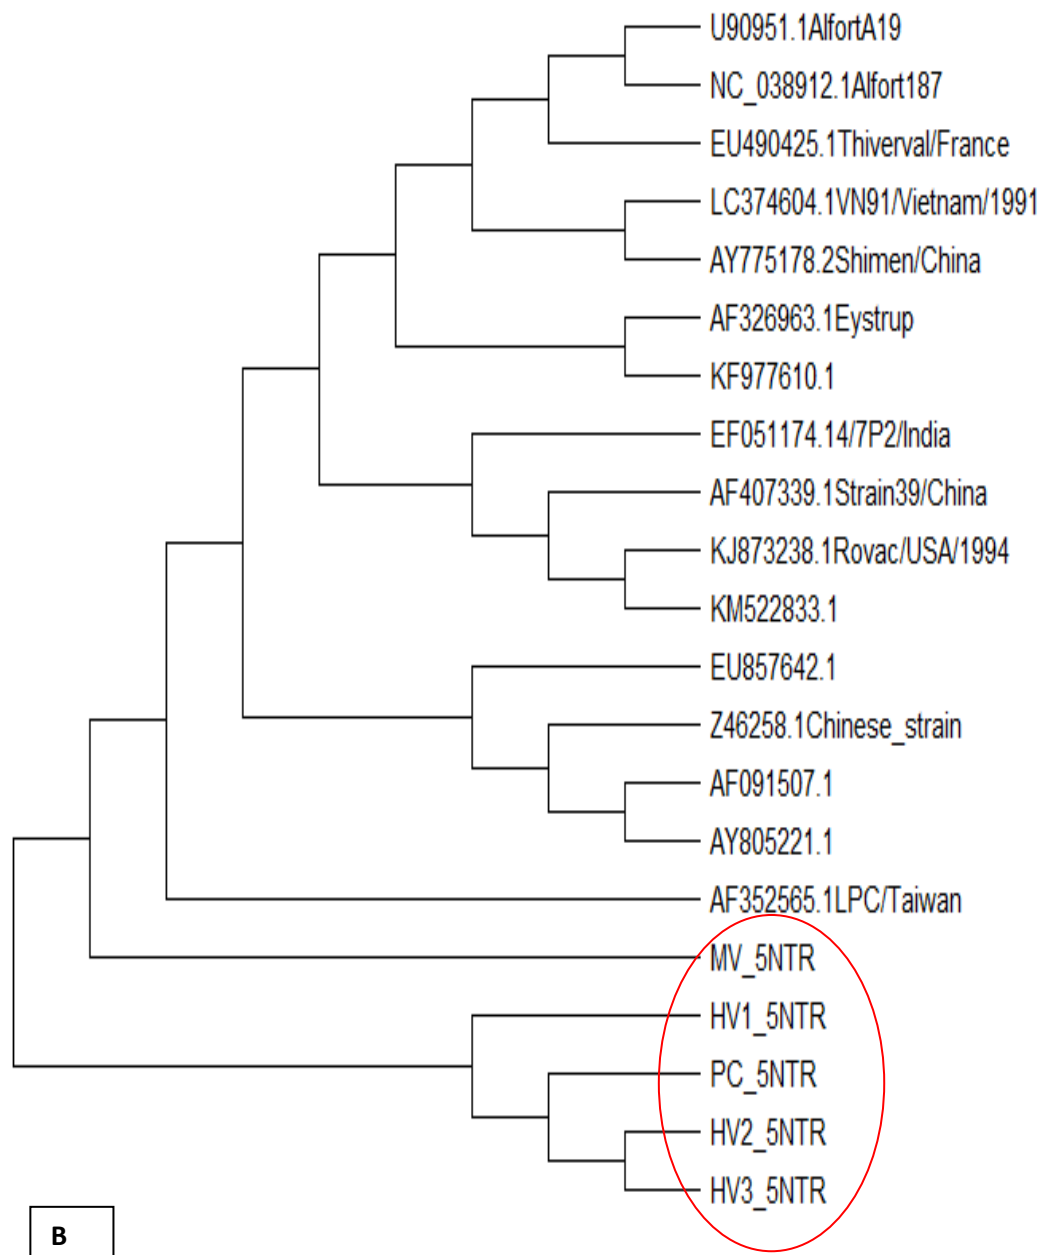 U90951.1AlfortA19
NC_038912.1Alfort187
EU490425.1Thiverval/France
LC374604.1VN91/Vietnam/1991
AY775178.2Shimen/China
AF326963.1Eystrup
KF977610.1
EF051174.14/7P2/India
AF407339.1Strain39/China
KJ873238.1Rovac/USA/1994
KM522833.1
EU857642.1
Z46258.1Chinese_strain
AF091507.1
AY805221.1
AF352565.1LPC/Taiwan
MV_5NTR
HV1_5NTR
PC_5NTR
HV2_5NTR
HV3_5NTR
B